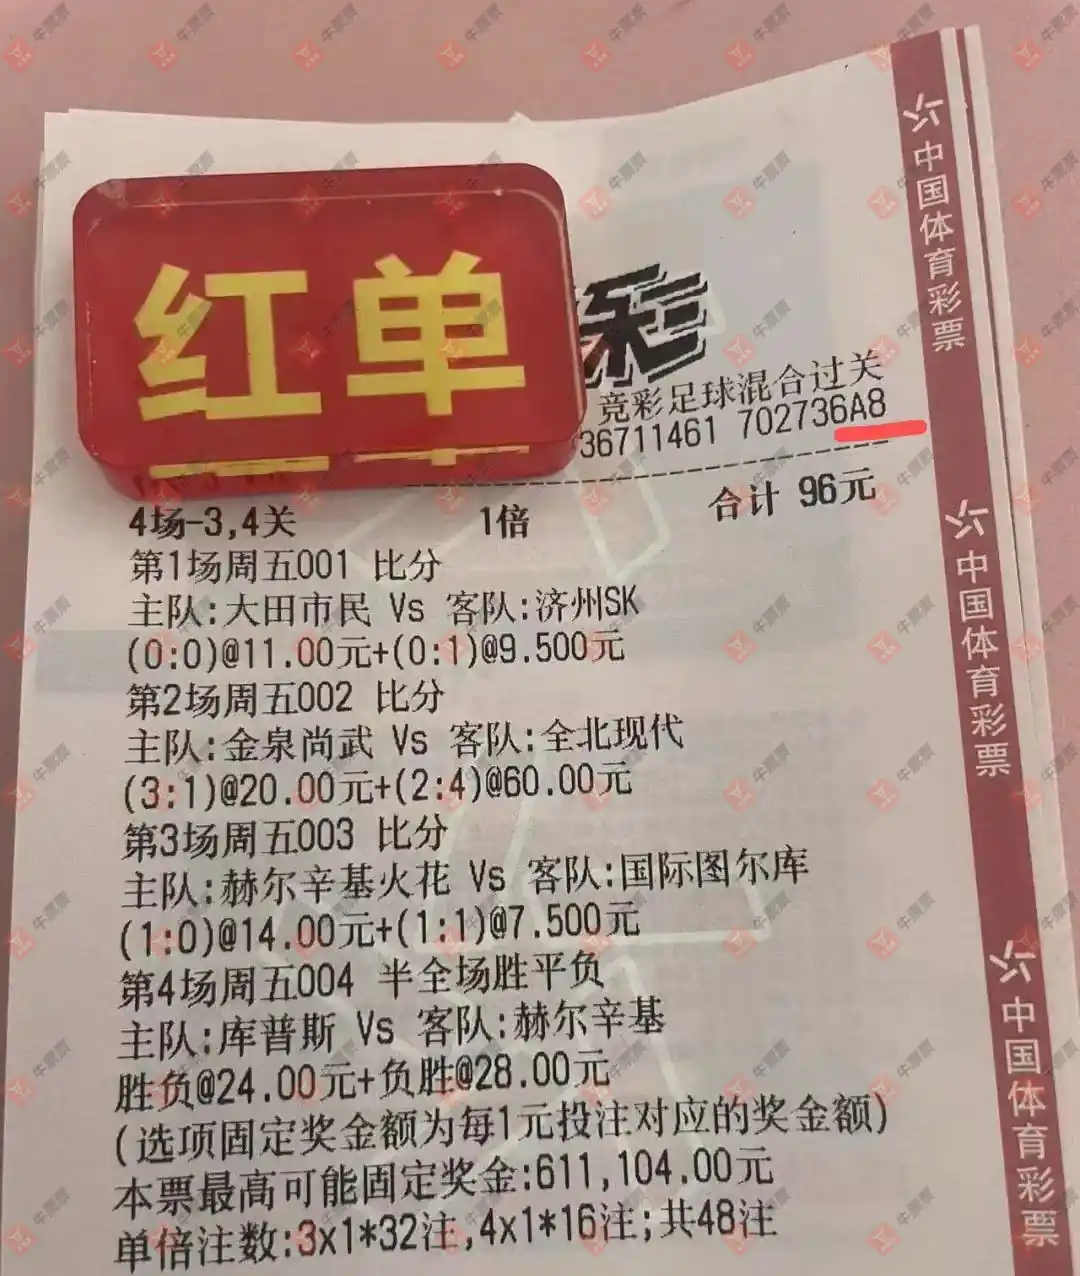 红单
彩
竞彩足球混合过关
36711461 7027366A8
4场-3,4关 1倍 合计 96元
第1场周五001 比分
主队:大田市民 Vs 客队:济州SK
(0:0)@11.00元+(0:1)@9.500元
第2场周五002 比分
主队:金泉尚武 Vs 客队:全北现代
(3:1)@20.00元+(2:4)@60.00元
第3场周五003 比分
主队:赫尔辛基火花 Vs 客队:国际图尔库
(1:0)@14.00元+(1:1)@7.500元
第4场周五004 半全场胜平负
主队:库普斯 Vs 客队:赫尔辛基
胜负@24.00元+负胜@28.00元
(选项固定奖金额为每1元投注对应的奖金额)
本票最高可能固定奖金:611,104.00元
单倍注数:3x1*32注,4x1*16注;共48注
中国体育彩票
中国体育彩票
中国体育彩票
牛票票